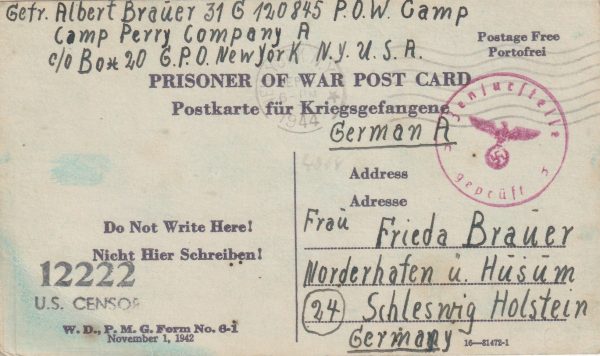 Gefr. Albert Brauer 31 G 120845 P.O.W. Camp
Camp Perry Company A
c/o Box 20 G.P.O. New York N.Y. U.S.A.
Postage Free
Portofrei
PRISONER OF WAR POST CARD
Postkarte für Kriegsgefangene
1944
German A
geprüft
Address
Adresse
Do Not Write Here!
Nicht Hier Schreiben!
12222
U.S. CENSOR
W. D., P. M. G. Form No. 6-1
November 1, 1942
Frau Frieda Brauer
Norderhafen ü. Husum
24 Schleswig Holstein
Germany
16—81472-1